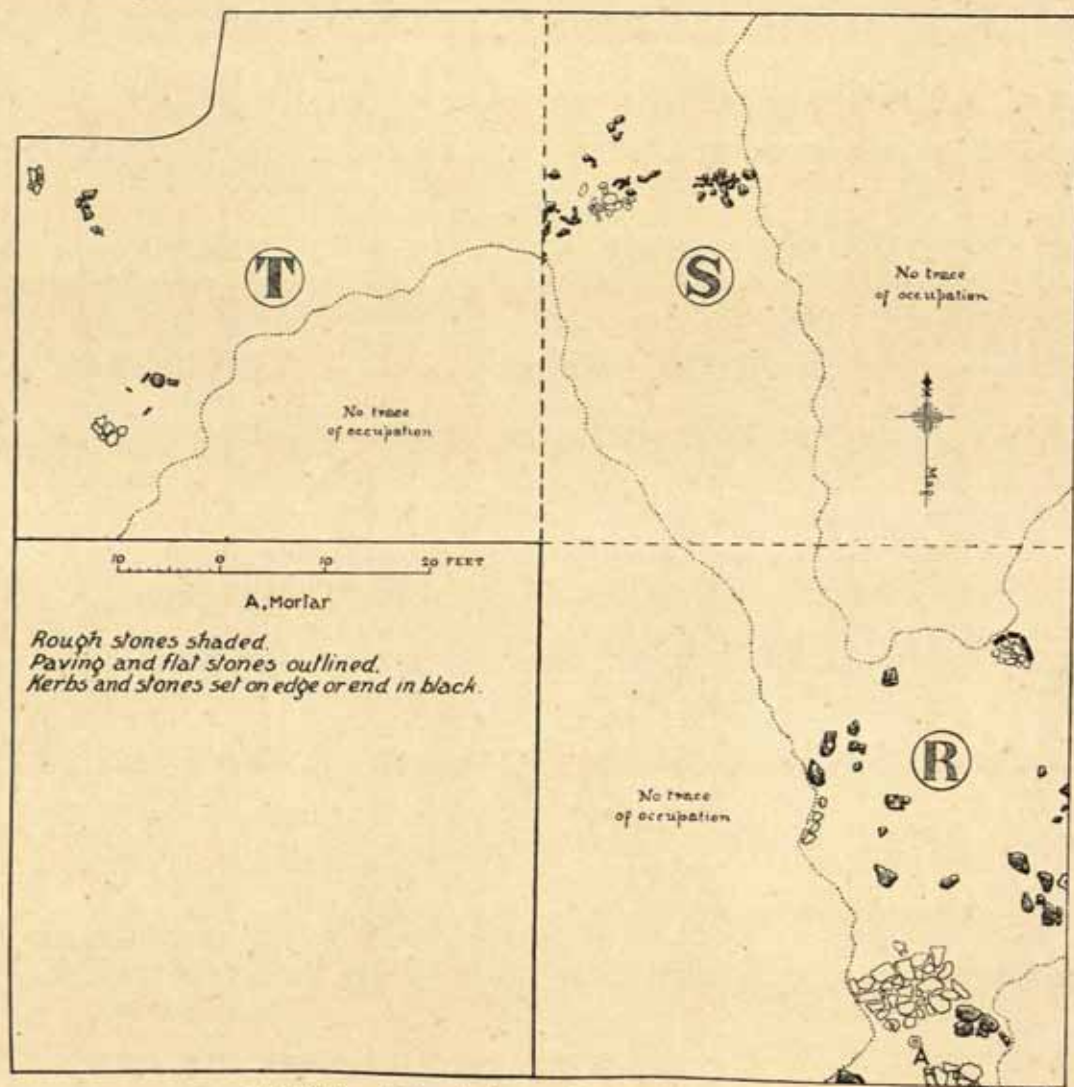 T
S
No trace
of occupation
No trace
of occupation
N
Mag
10 0 10 20 FEET
A, Mortar
Rough stones shaded.
Paving and flat stones outlined.
Kerbs and stones set on edge or end in black.
R
No trace
of occupation
A